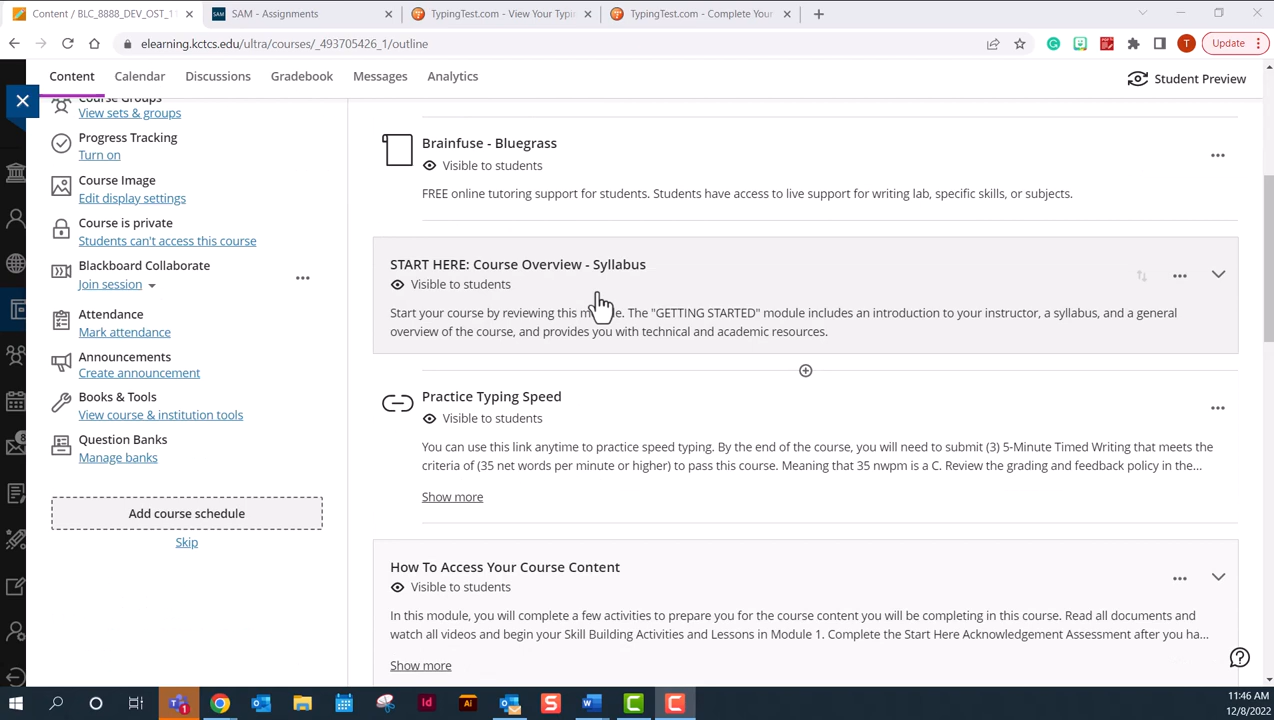 Content / BLC_8888_DEV_OST_11
SAM - Assignments
TypingTest.com - View Your Typin
TypingTest.com - Complete Your
elearning.kctcs.edu/ultra/courses/_493705426_1/outline
T
Update
Content
Calendar
Discussions
Gradebook
Messages
Analytics
Student Preview
Course Groups
View sets & groups
Progress Tracking
Turn on
Course Image
Edit display settings
Course is private
Students can't access this course
Blackboard Collaborate
Join session
Attendance
Mark attendance
Announcements
Create announcement
Books & Tools
View course & institution tools
Question Banks
Manage banks
Add course schedule
Skip
Brainfuse - Bluegrass
Visible to students
FREE online tutoring support for students. Students have access to live support for writing lab, specific skills, or subjects.
START HERE: Course Overview - Syllabus
Visible to students
Start your course by reviewing this m    le. The "GETTING STARTED" module includes an introduction to your instructor, a syllabus, and a general
overview of the course, and provides you with technical and academic resources.
Practice Typing Speed
Visible to students
You can use this link anytime to practice speed typing. By the end of the course, you will need to submit (3) 5-Minute Timed Writing that meets the
criteria of (35 net words per minute or higher) to pass this course. Meaning that 35 nwpm is a C. Review the grading and feedback policy in the...
Show more
How To Access Your Course Content
Visible to students
In this module, you will complete a few activities to prepare you for the course content you will be completing in this course. Read all documents and
watch all videos and begin your Skill Building Activities and Lessons in Module 1. Complete the Start Here Acknowledgement Assessment after you ha...
Show more
11:46 AM
12/8/2022